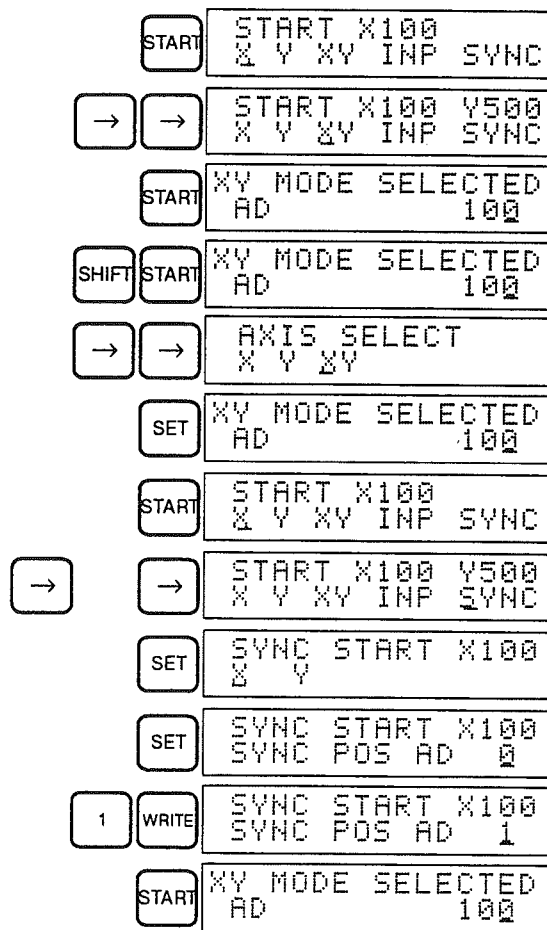 START
START X100
X Y XY INP SYNC
→ →
START X100 Y500
X Y XY INP SYNC
START
XY MODE SELECTED
AD 100
SHIFT START
XY MODE SELECTED
AD 100
→ →
AXIS SELECT
X Y XY
SET
XY MODE SELECTED
AD 100
START
START X100
X Y XY INP SYNC
→ →
START X100 Y500
X Y XY INP SYNC
SET
SYNC START X100
X Y
SET
SYNC START X100
SYNC POS AD 0
1 WRITE
SYNC START X100
SYNC POS AD 1
START
XY MODE SELECTED
AD 100